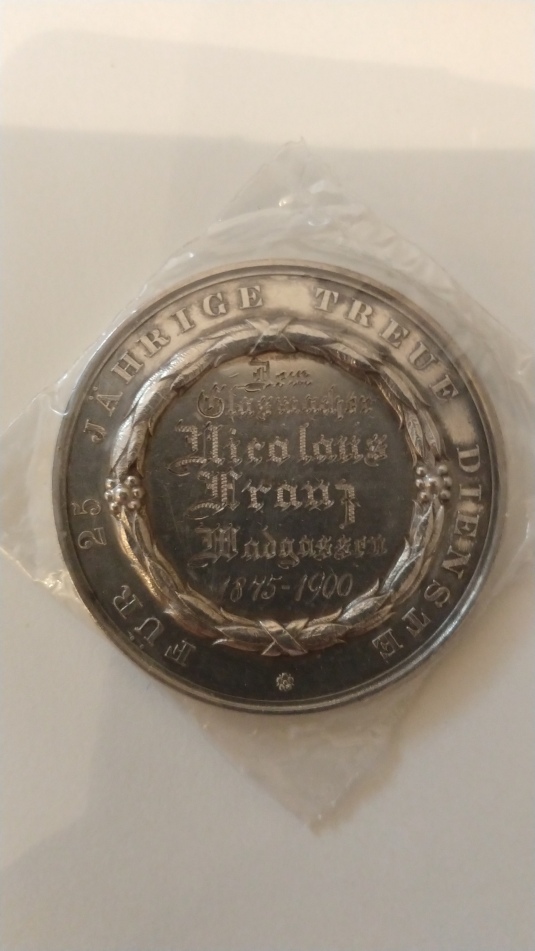 FÜR 25 JÄHRIGE TREUE DIENSTE
Dem
Glasmacher
Nicolaus
Franz
Wadgassen
1875-1900